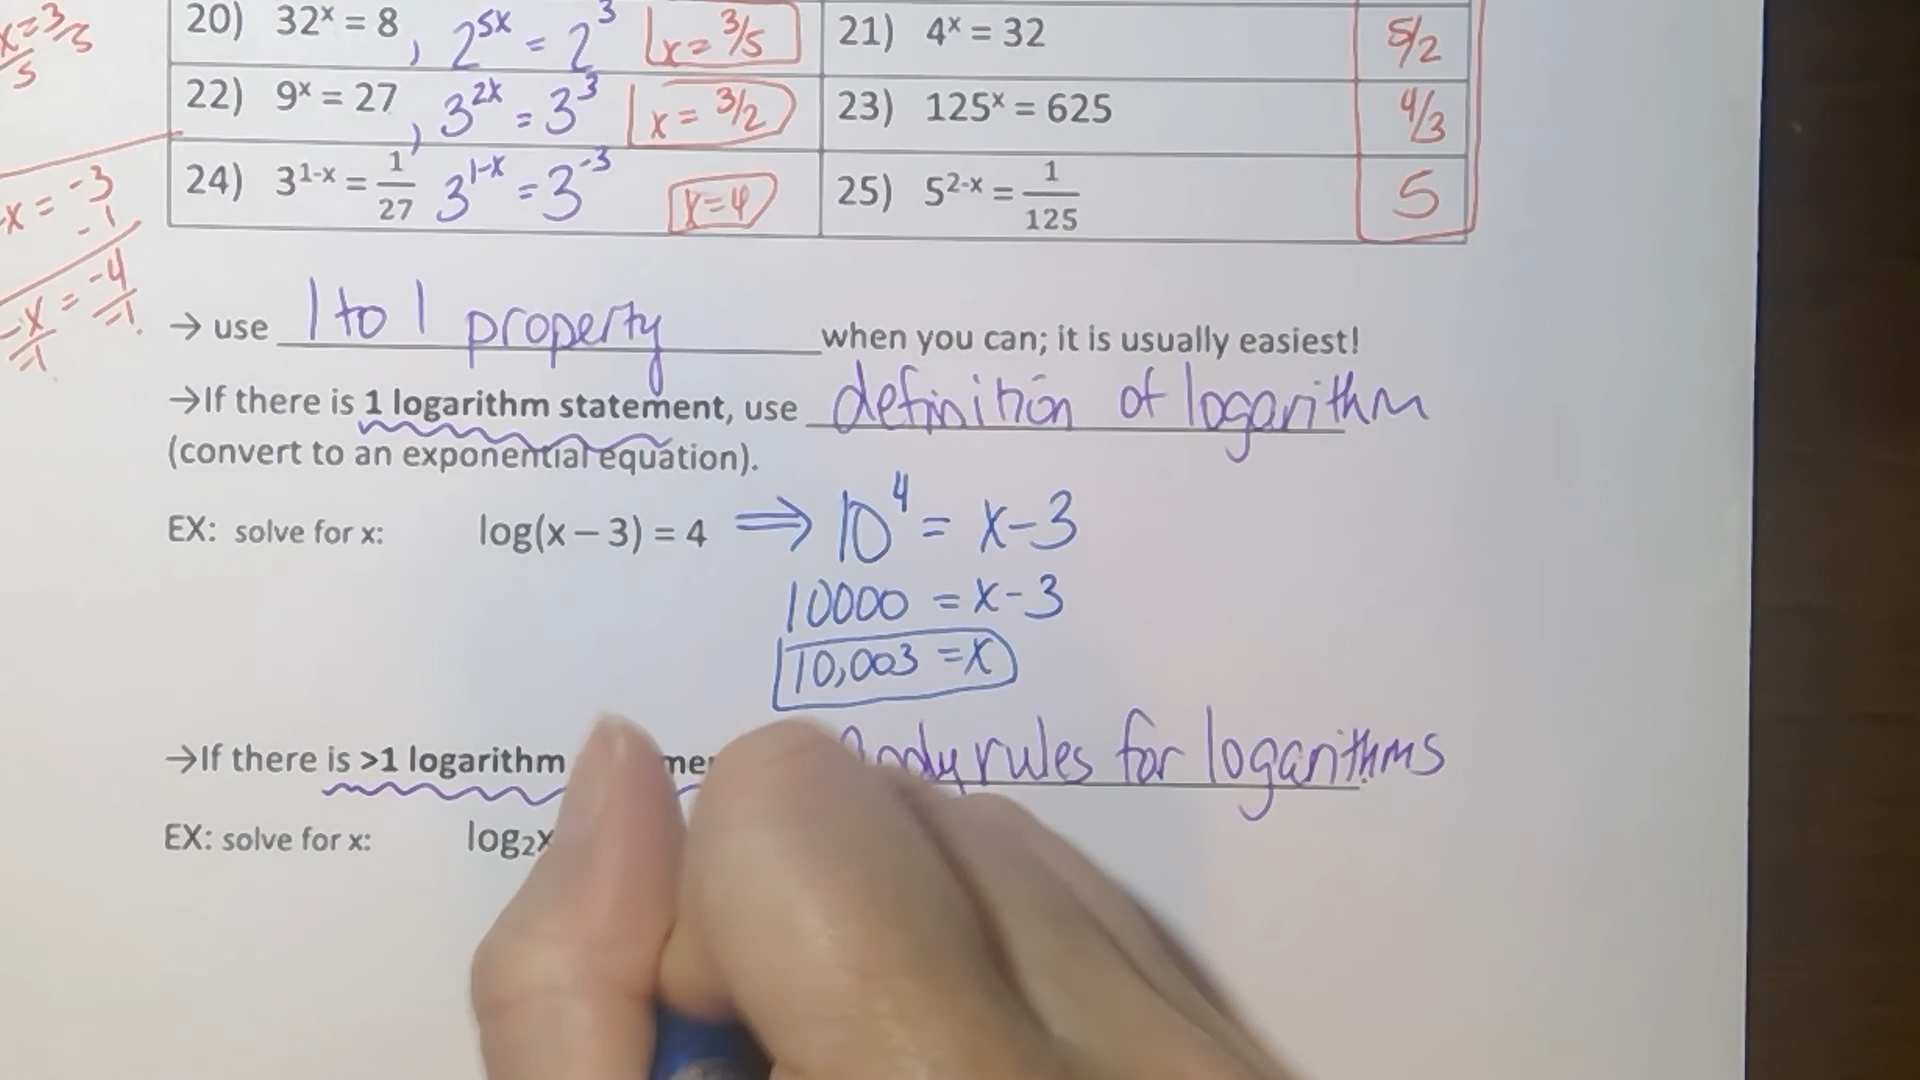 x = 3/5
5
20) 32ˣ = 8 , 2⁵ˣ = 2³ x = 3/5 21) 4ˣ = 32 5/2
22) 9ˣ = 27 , 3²ˣ = 3³ x = 3/2 23) 125ˣ = 625 4/3
24) 3¹⁻ˣ = 1/27 3¹⁻ˣ = 3⁻³ x = 4 25) 5²⁻ˣ = 1/125 5
-x = -3
-1
-x/-1 = -4/-1
→ use 1 to 1 property when you can; it is usually easiest!
→If there is 1 logarithm statement, use definition of logarithm
(convert to an exponential equation).
EX: solve for x: log(x – 3) = 4 ⟹ 10⁴ = x-3
10000 = x-3
10,003 = x
→If there is >1 logarithm rules for logarithms
EX: solve for x: log₂x